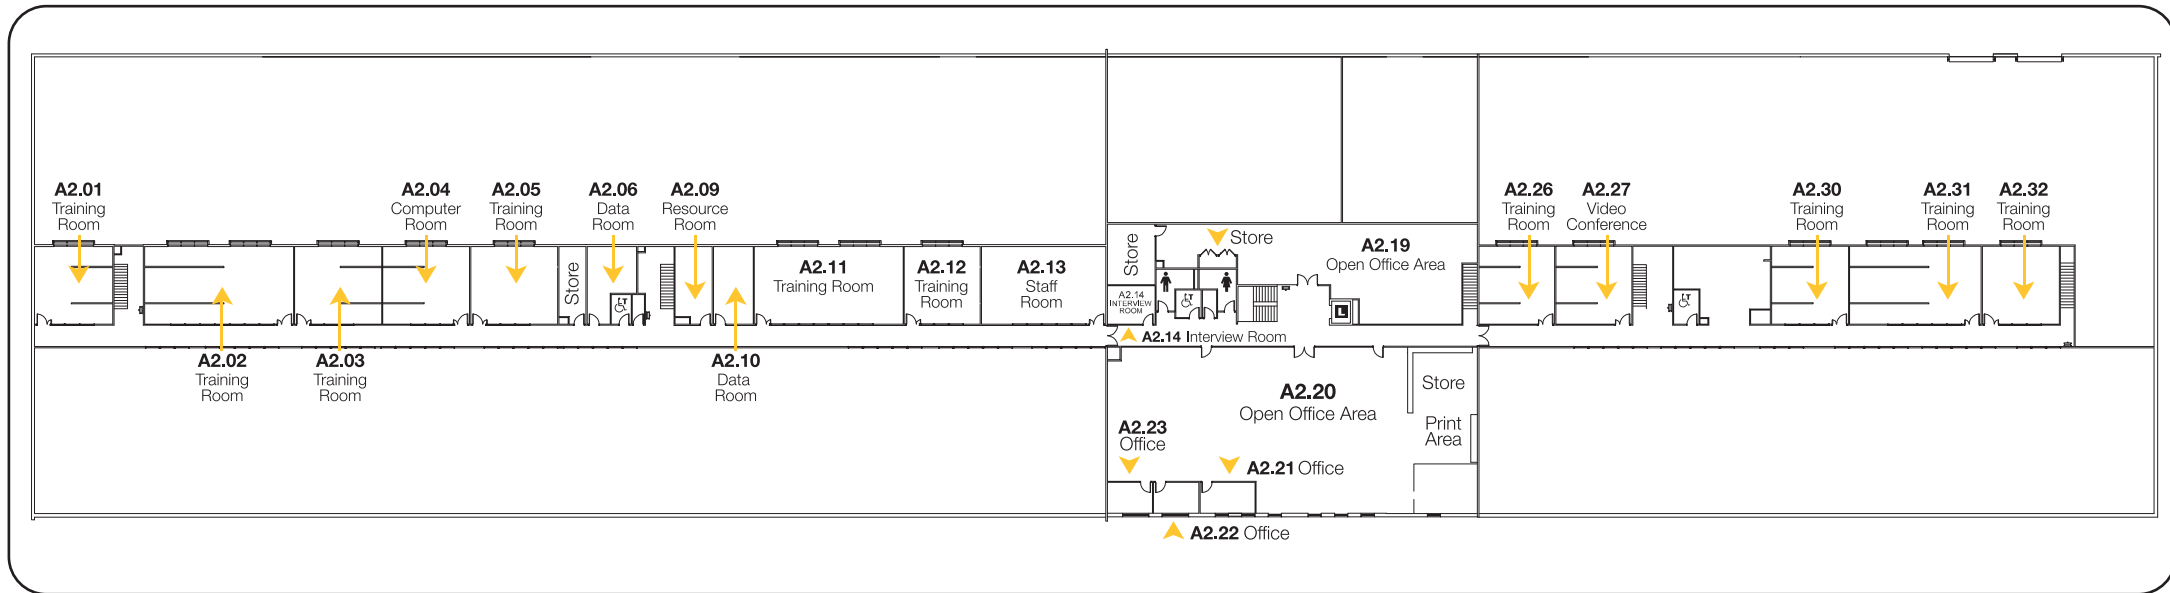 A2.01
Training
Room
A2.04
Computer
Room
A2.05
Training
Room
A2.06
Data
Room
A2.09
Resource
Room
A2.26
Training
Room
A2.27
Video
Conference
A2.30
Training
Room
A2.31
Training
Room
A2.32
Training
Room
Store
A2.11
Training Room
A2.12
Training
Room
A2.13
Staff
Room
Store
Store
A2.19
Open Office Area
A2.14
INTERVIEW
ROOM
L
A2.14 Interview Room
A2.02
Training
Room
A2.03
Training
Room
A2.10
Data
Room
A2.20
Open Office Area
Store
Print
Area
A2.23
Office
A2.21 Office
A2.22 Office